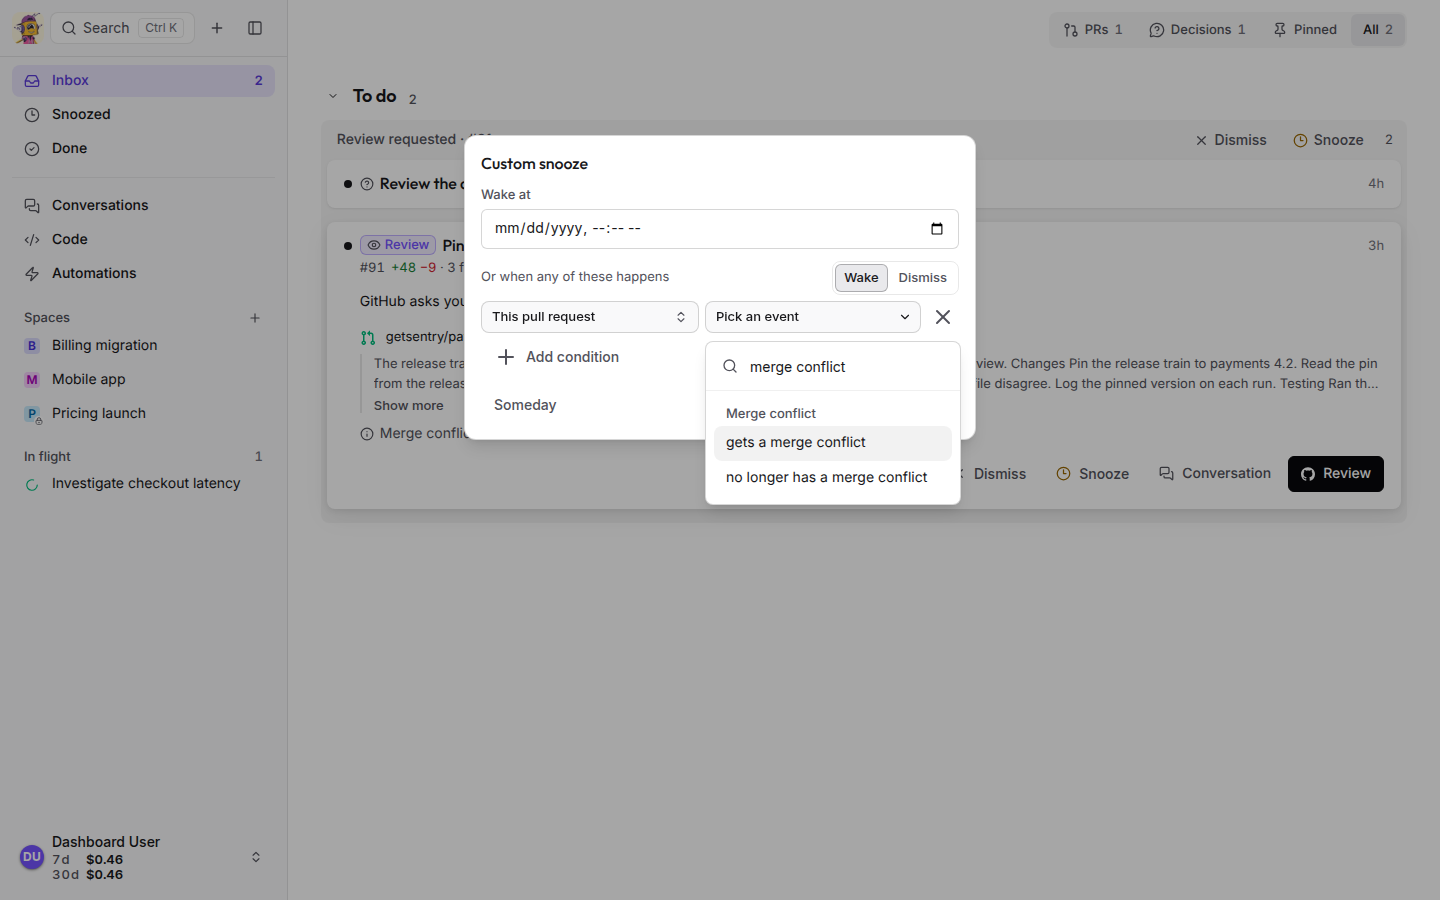 Search Ctrl K
PRs 1 Decisions 1 Pinned All 2
Inbox 2
Snoozed
Done
Conversations
Code
Automations
Spaces
B Billing migration
M Mobile app
P Pricing launch
In flight 1
Investigate checkout latency
DU Dashboard User
7d $0.46
30d $0.46
To do 2
Review requested · Dismiss Snooze 2
Review the 4h
Review 3h
#91 +48 −9 · 3
GitHub asks
The release view. Changes Pin the release train to payments 4.2. Read the pin
from the disagree. Log the pinned version on each run. Testing Ran th...
Show more
Merge
Dismiss Snooze Conversation Review
Custom snooze
Wake at
mm/dd/yyyy, --:-- --
Or when any of these happens Wake Dismiss
This pull request Pick an event
Add condition
Someday
merge conflict
Merge conflict
gets a merge conflict
no longer has a merge conflict